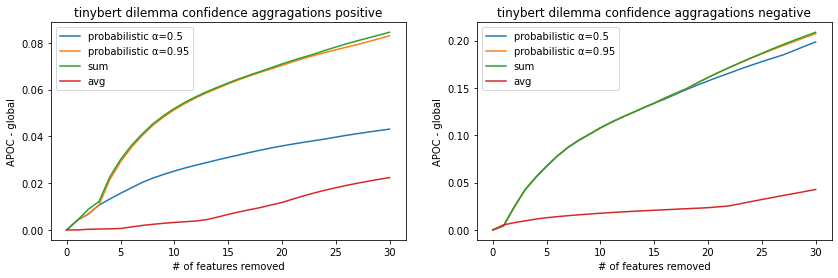 tinybert dilemma confidence aggragations positive
probabilistic α=0.5
probabilistic α=0.95
sum
avg
APOC - global
0.08
0.06
0.04
0.02
0.00
0 5 10 15 20 25 30
# of features removed
tinybert dilemma confidence aggragations negative
probabilistic α=0.5
probabilistic α=0.95
sum
avg
APOC - global
0.20
0.15
0.10
0.05
0.00
0 5 10 15 20 25 30
# of features removed